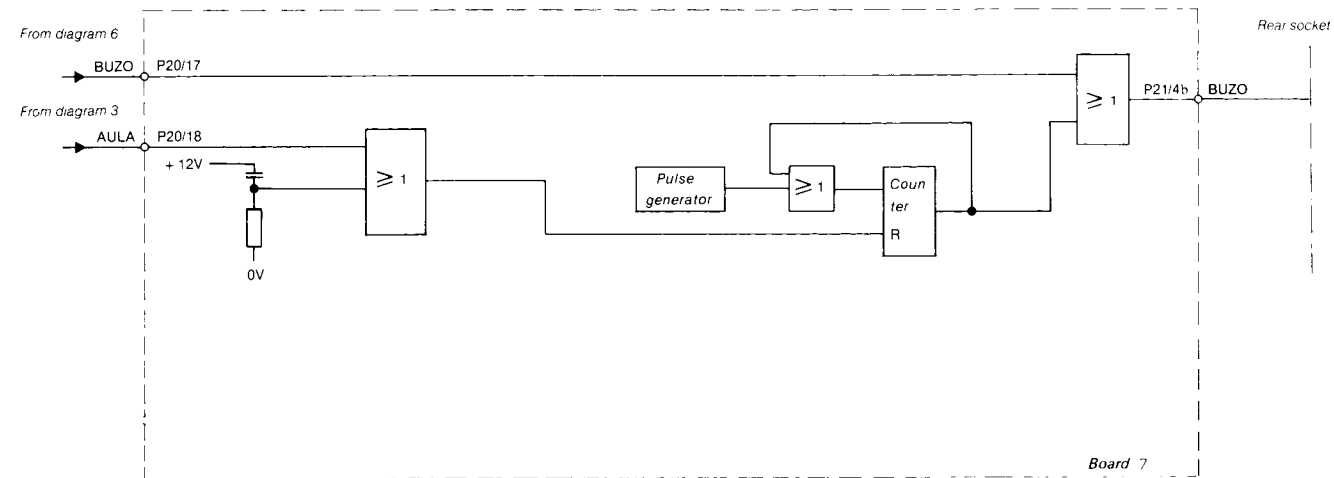 From diagram 6
Rear socket
BUZO P20/17
P21/4b BUZO
≥ 1
From diagram 3
AULA P20/18
+ 12V
≥ 1
Pulse
generator
≥ 1
Coun
ter
R
0V
Board 7